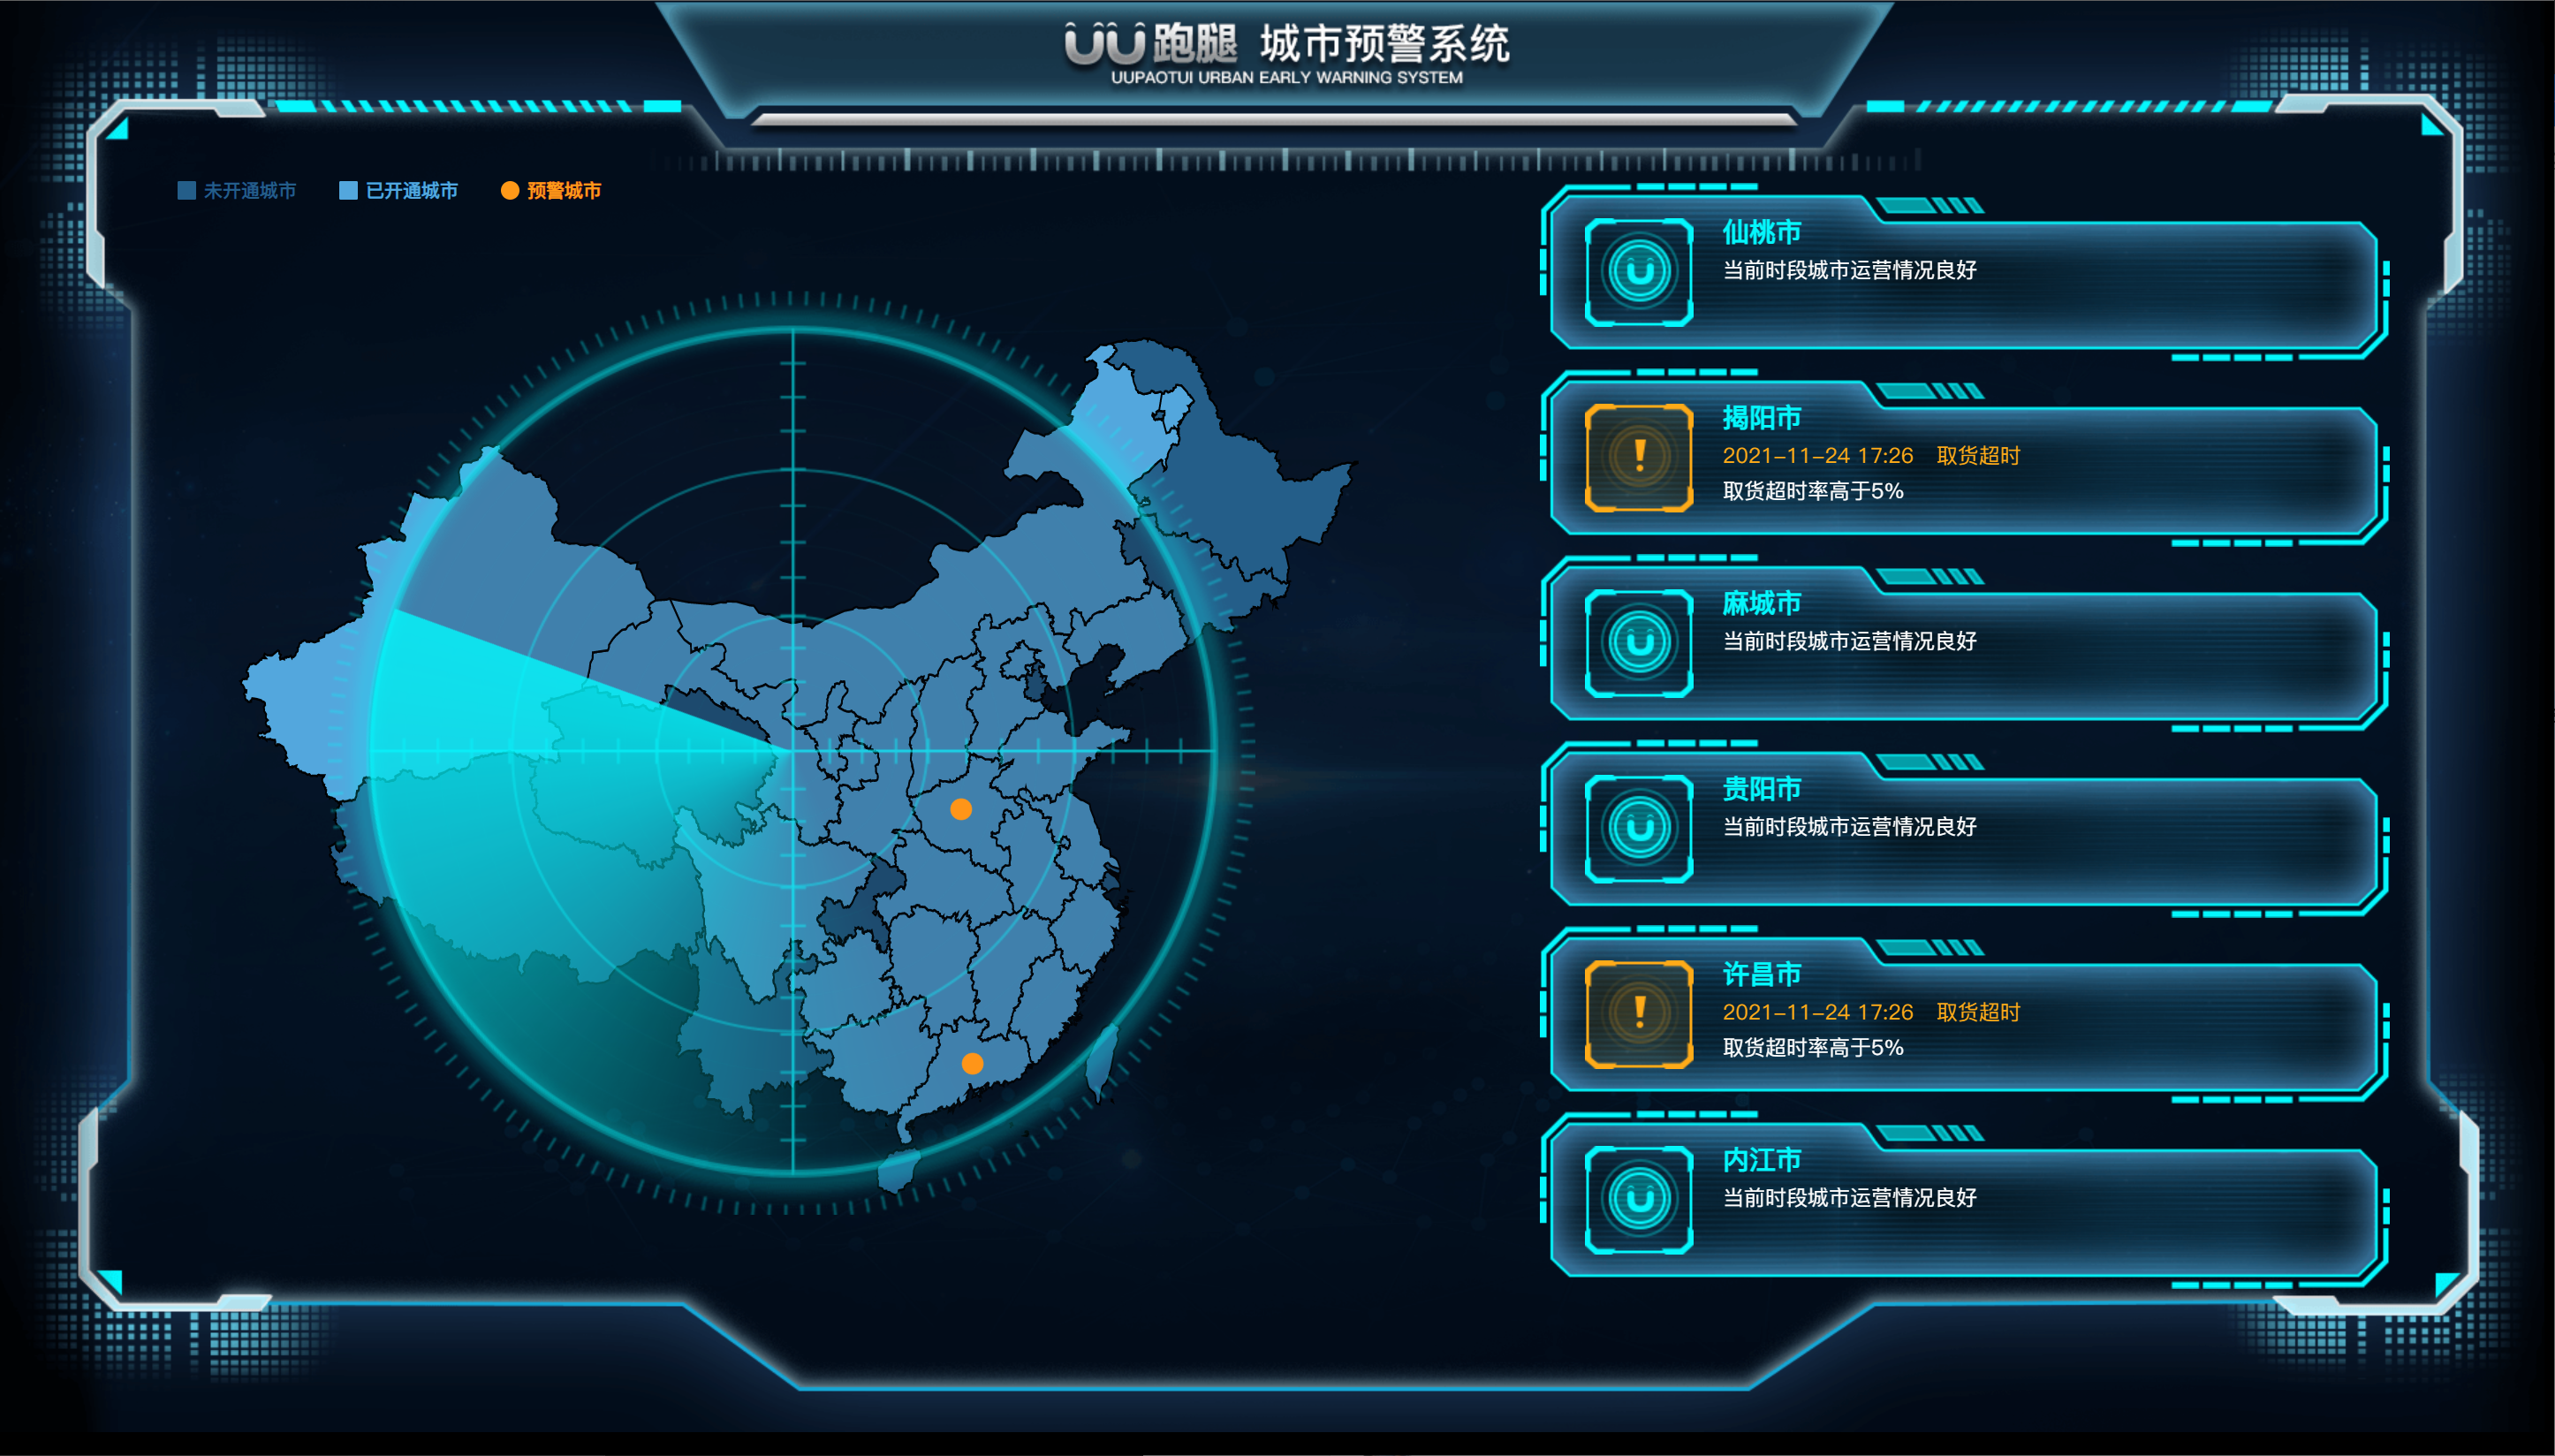 UU跑腿 城市预警系统
UUPAOTUI URBAN EARLY WARNING SYSTEM
未开通城市 已开通城市 预警城市
仙桃市
当前时段城市运营情况良好
揭阳市
2021-11-24 17:26 取货超时
取货超时率高于5%
麻城市
当前时段城市运营情况良好
贵阳市
当前时段城市运营情况良好
许昌市
2021-11-24 17:26 取货超时
取货超时率高于5%
内江市
当前时段城市运营情况良好